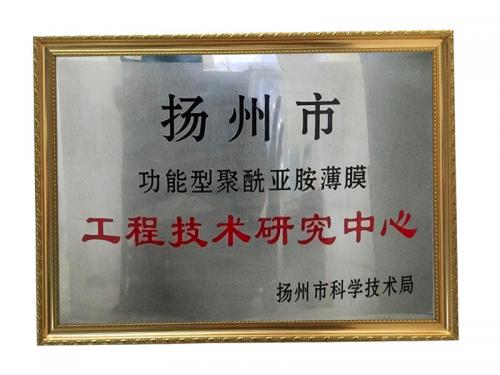 扬州市
功能型聚酰亚胺薄膜
工程技术研究中心
扬州市科学技术局